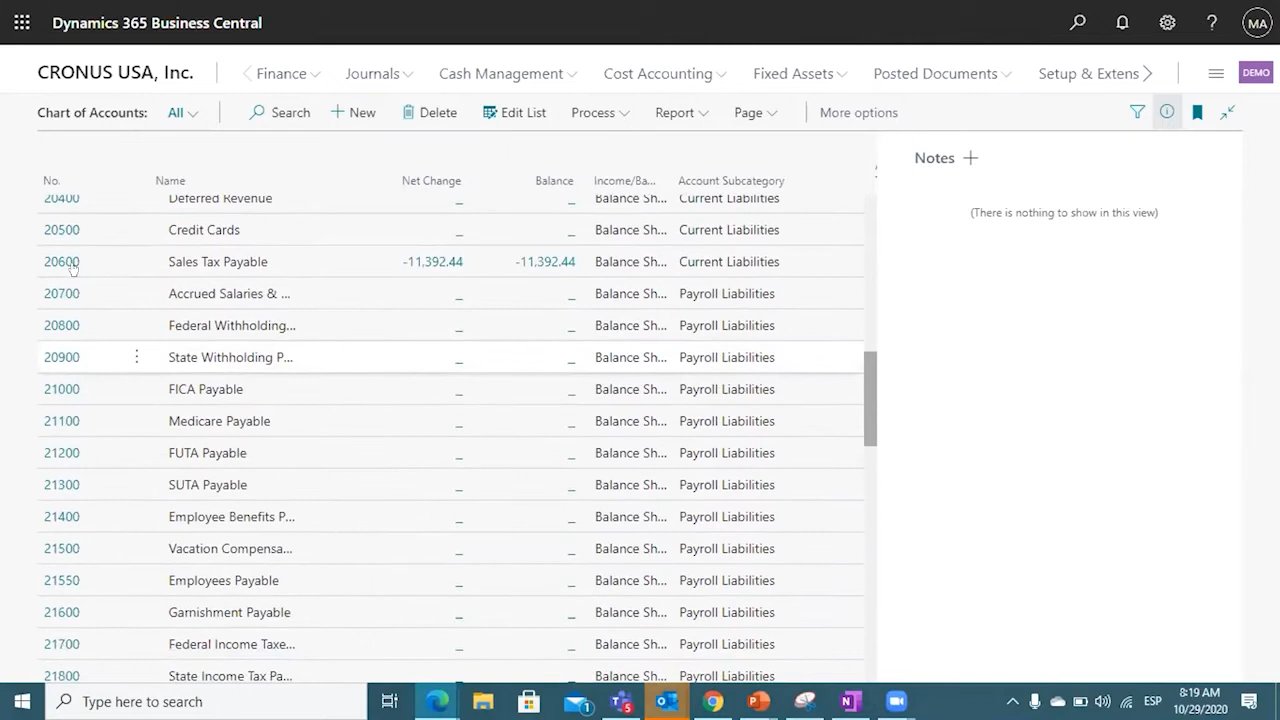 Dynamics 365 Business Central MA
CRONUS USA, Inc. Finance Journals Cash Management Cost Accounting Fixed Assets Posted Documents Setup & Extens DEMO
Chart of Accounts: All Search New Delete Edit List Process Report Page More options
Notes
No. Name Net Change Balance Income/Ba... Account Subcategory
(There is nothing to show in this view)
20400 Deferred Revenue _ _ Balance Sh... Current Liabilities
20500 Credit Cards _ _ Balance Sh... Current Liabilities
20600 Sales Tax Payable -11,392.44 -11,392.44 Balance Sh... Current Liabilities
20700 Accrued Salaries & ... _ _ Balance Sh... Payroll Liabilities
20800 Federal Withholding... _ _ Balance Sh... Payroll Liabilities
20900 State Withholding P... _ _ Balance Sh... Payroll Liabilities
21000 FICA Payable _ _ Balance Sh... Payroll Liabilities
21100 Medicare Payable _ _ Balance Sh... Payroll Liabilities
21200 FUTA Payable _ _ Balance Sh... Payroll Liabilities
21300 SUTA Payable _ _ Balance Sh... Payroll Liabilities
21400 Employee Benefits P... _ _ Balance Sh... Payroll Liabilities
21500 Vacation Compensa... _ _ Balance Sh... Payroll Liabilities
21550 Employees Payable _ _ Balance Sh... Payroll Liabilities
21600 Garnishment Payable _ _ Balance Sh... Payroll Liabilities
21700 Federal Income Taxe... _ _ Balance Sh... Payroll Liabilities
21800 State Income Tax Pa... _ _ Balance Sh... Payroll Liabilities
Type here to search ESP 8:19 AM
10/29/2020